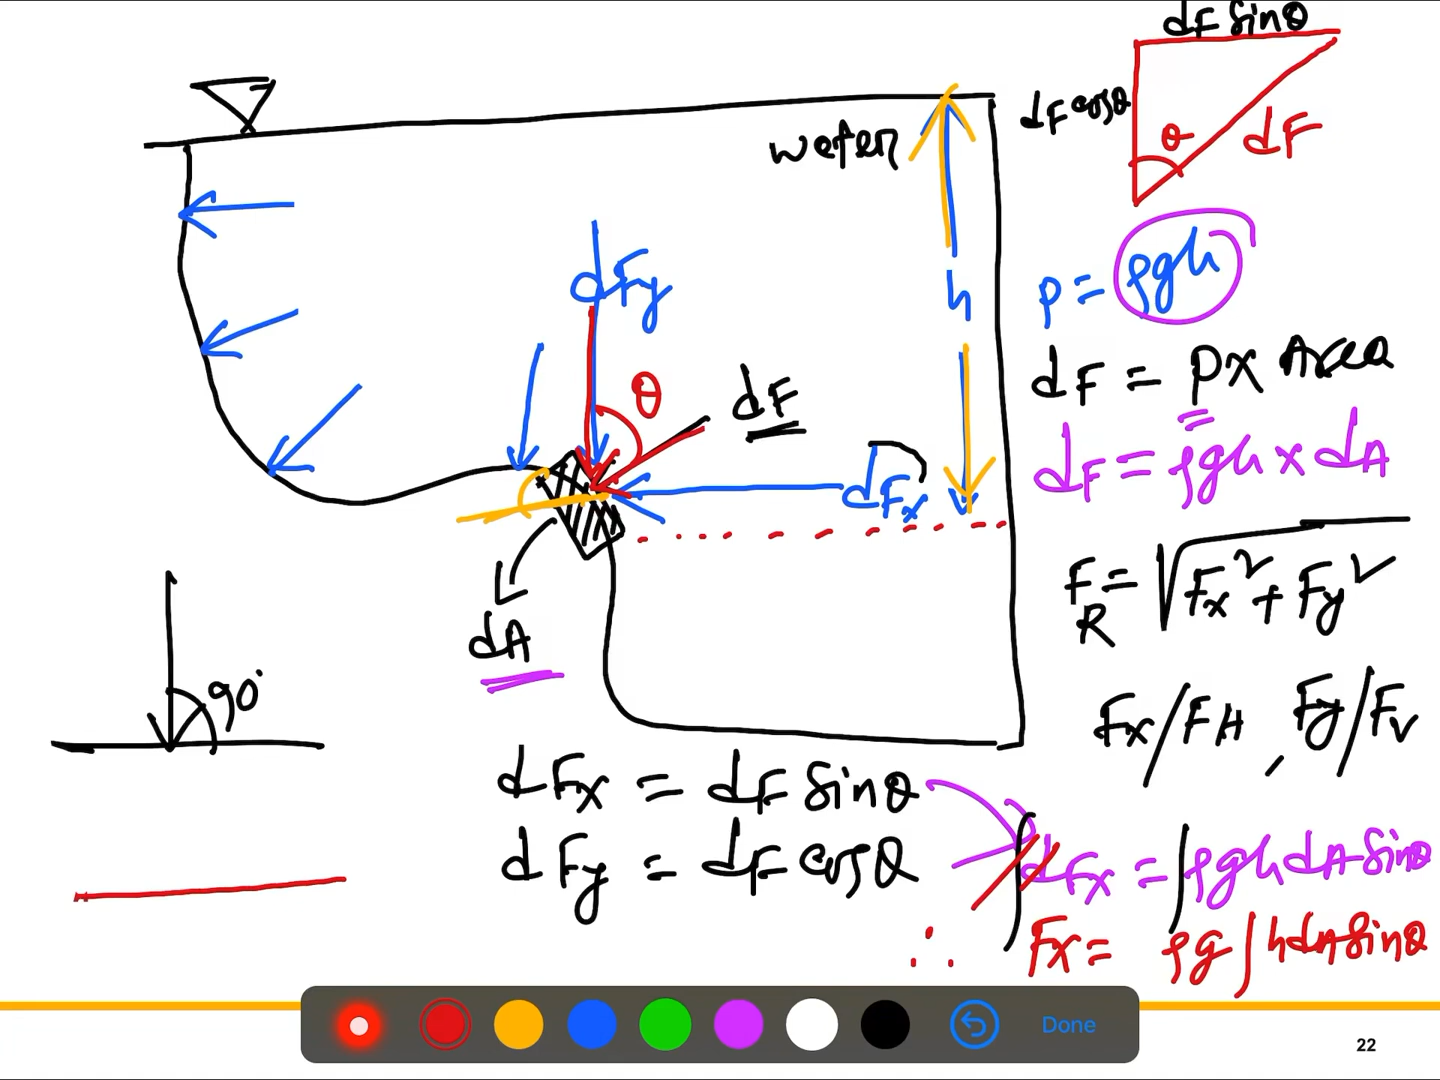 dF sinθ
dF cosθ
θ
dF
water
h
dFy
θ
dF
dFx
dA
90°
P = ρgh
dF = P x Area
dF = ρgh x dA
F_R = √Fx² + Fy²
Fx/FH , Fy/Fv
dFx = dF sinθ
dFy = dF cosθ
∫dFx = ∫ρgh dA sinθ
∴ Fx = ρg∫h dA sinθ
Done
22